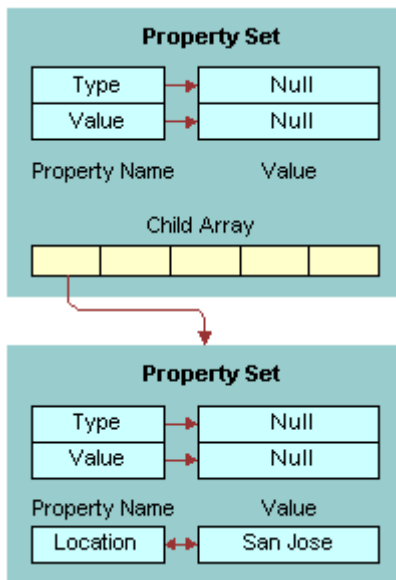 Property Set
Type Null
Value Null
Property Name Value
Child Array
Property Set
Type Null
Value Null
Property Name Value
Location San Jose